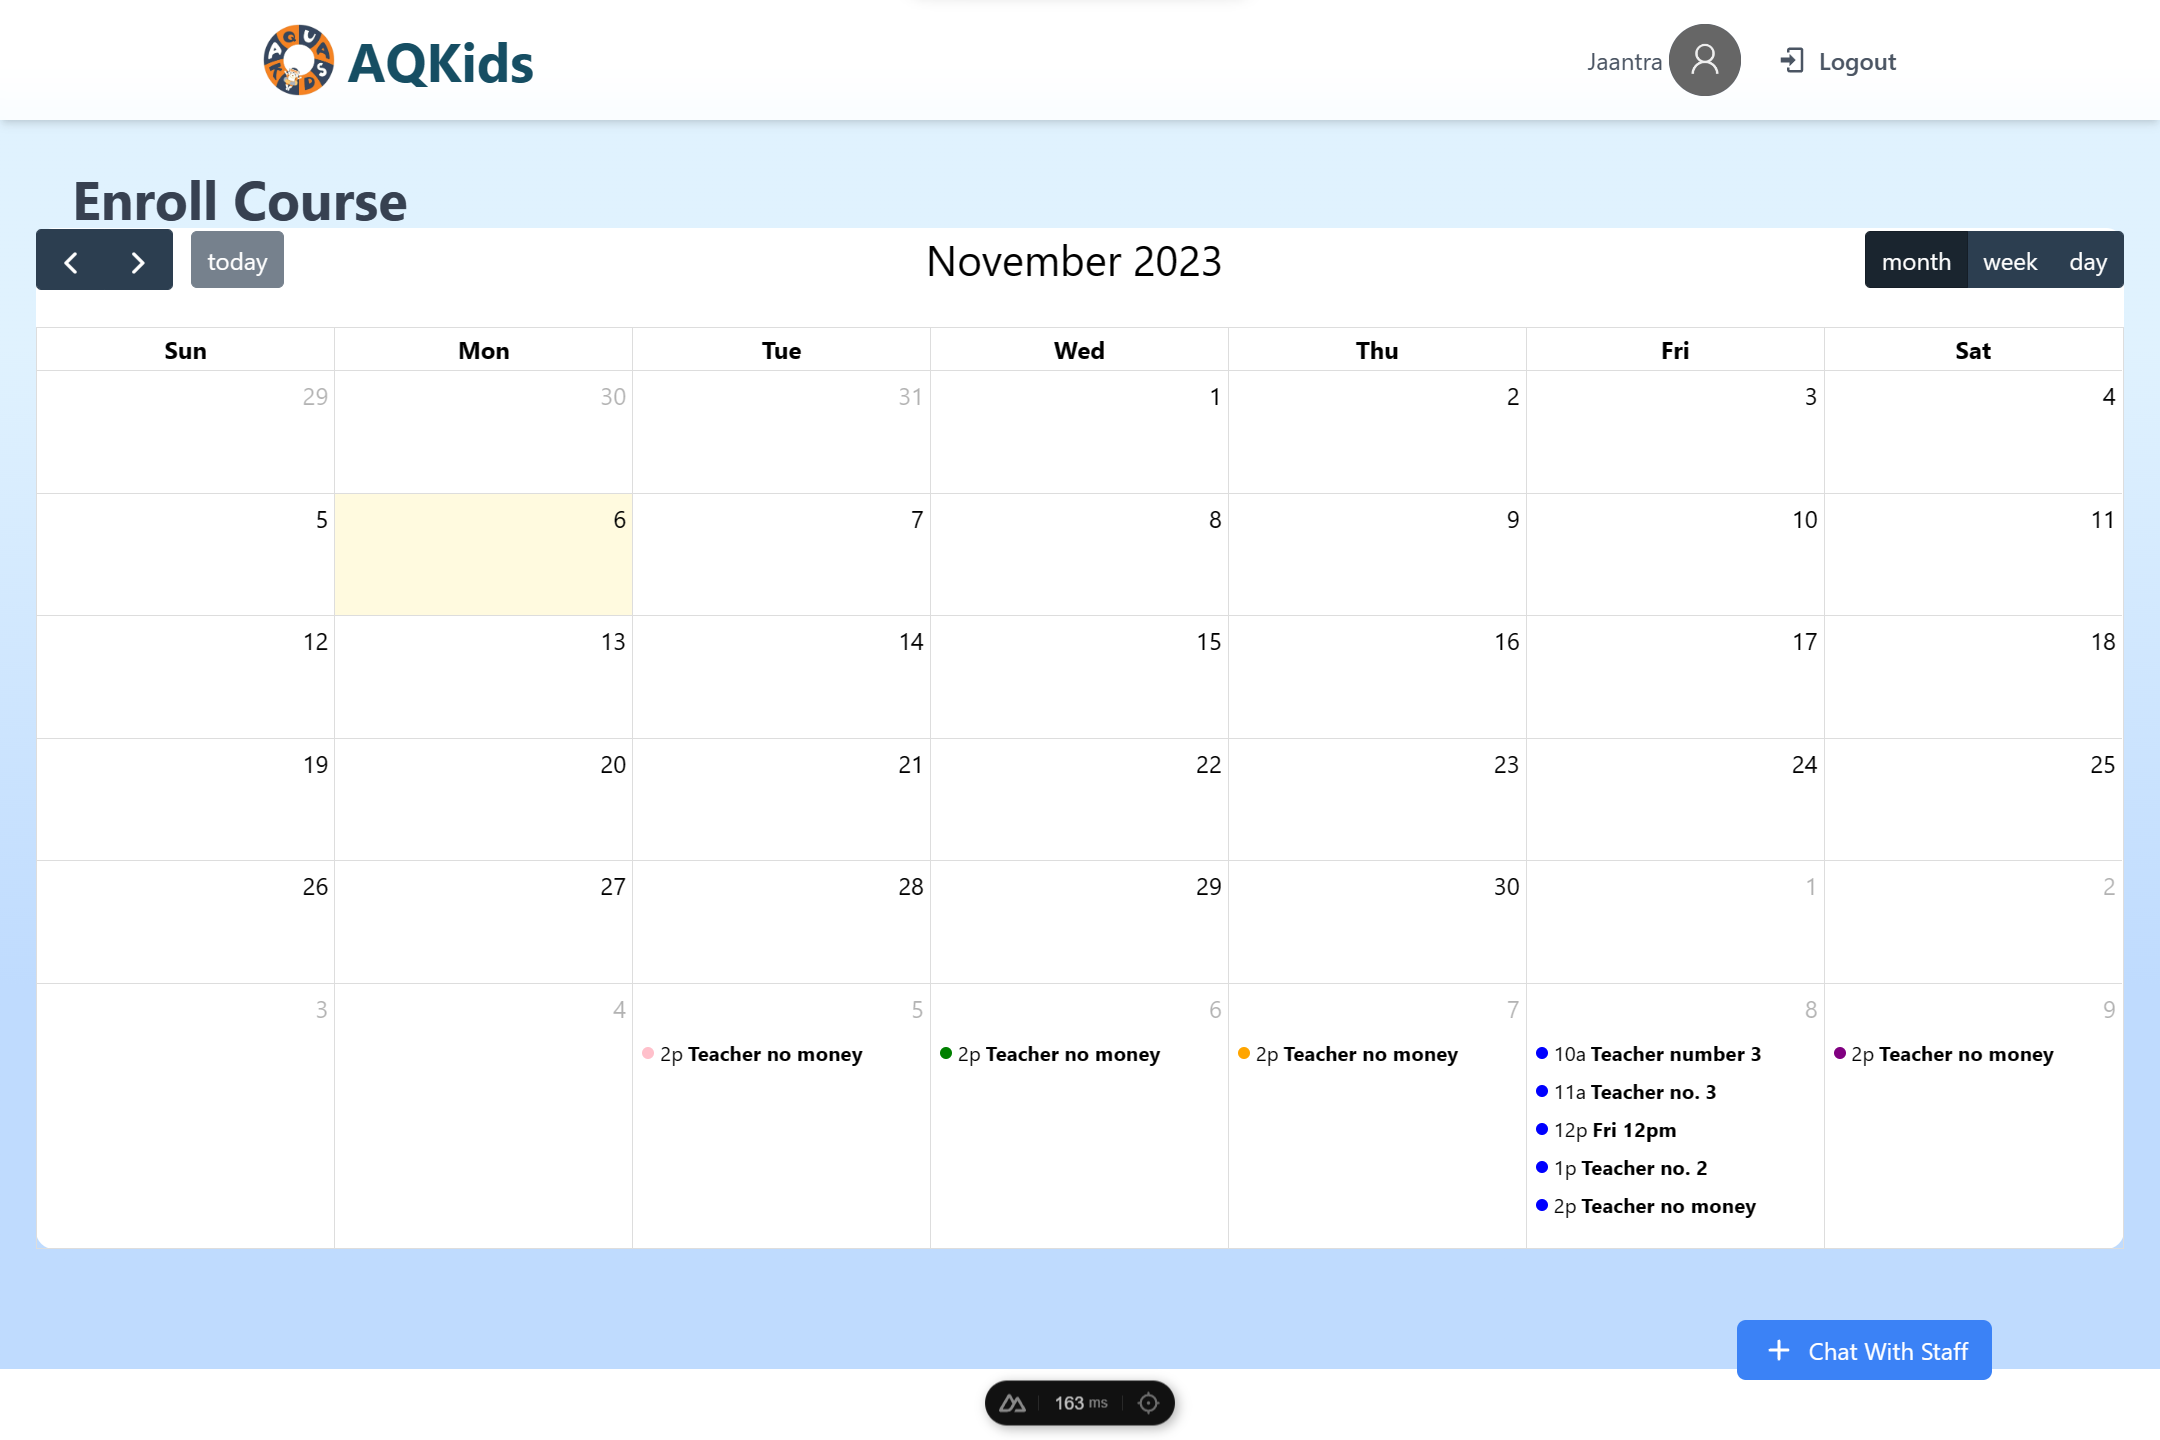 AQUA KIDS
AQKids
Jaantra
Logout
Enroll Course
today
November 2023
month week day
Sun Mon Tue Wed Thu Fri Sat
29 30 31 1 2 3 4
5 6 7 8 9 10 11
12 13 14 15 16 17 18
19 20 21 22 23 24 25
26 27 28 29 30 1 2
3 4 5 6 7 8 9
2p Teacher no money
2p Teacher no money
2p Teacher no money
10a Teacher number 3
11a Teacher no. 3
12p Fri 12pm
1p Teacher no. 2
2p Teacher no money
2p Teacher no money
+ Chat With Staff
163 ms